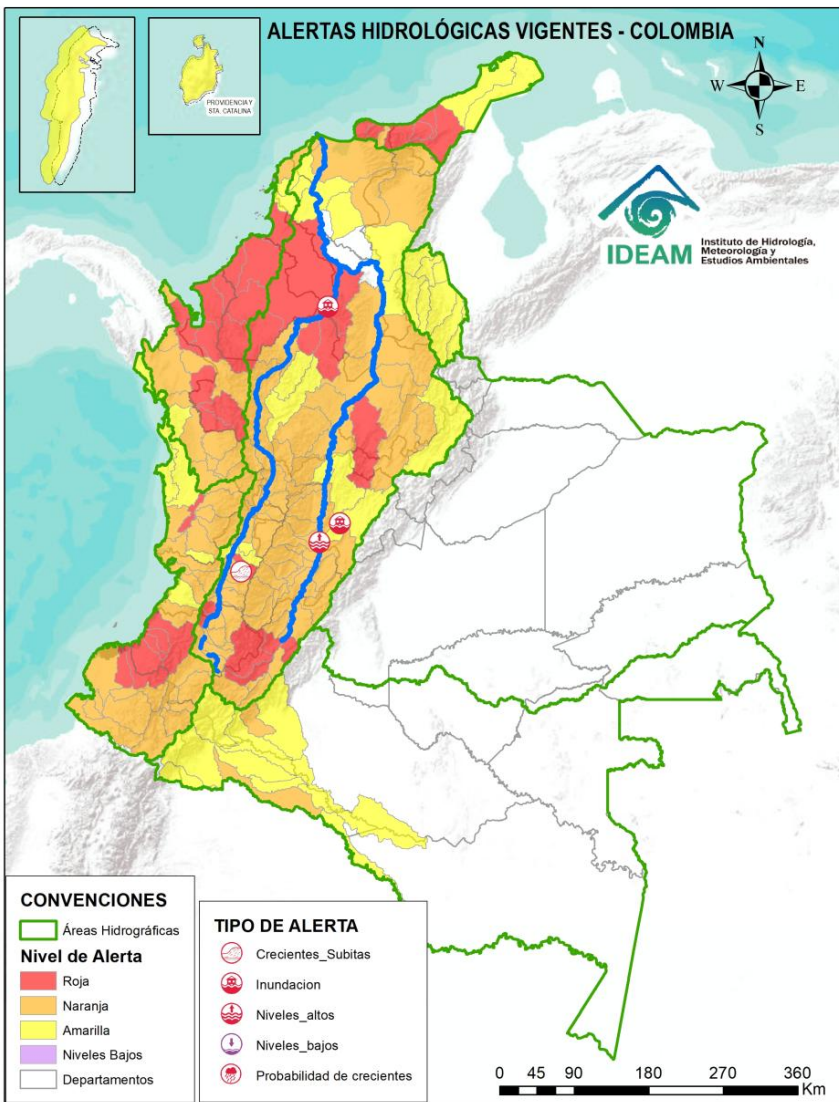 ALERTAS HIDROLÓGICAS VIGENTES - COLOMBIA
PROVIDENCIA Y
STA. CATALINA
N
W
E
S
IDEAM
Instituto de Hidrología,
Meteorología y
Estudios Ambientales
CONVENCIONES
Áreas Hidrográficas
Nivel de Alerta
Roja
Naranja
Amarilla
Niveles Bajos
Departamentos
TIPO DE ALERTA
Crecientes_Subitas
Inundacion
Niveles_altos
Niveles_bajos
Probabilidad de crecientes
0 45 90 180 270 360
Km